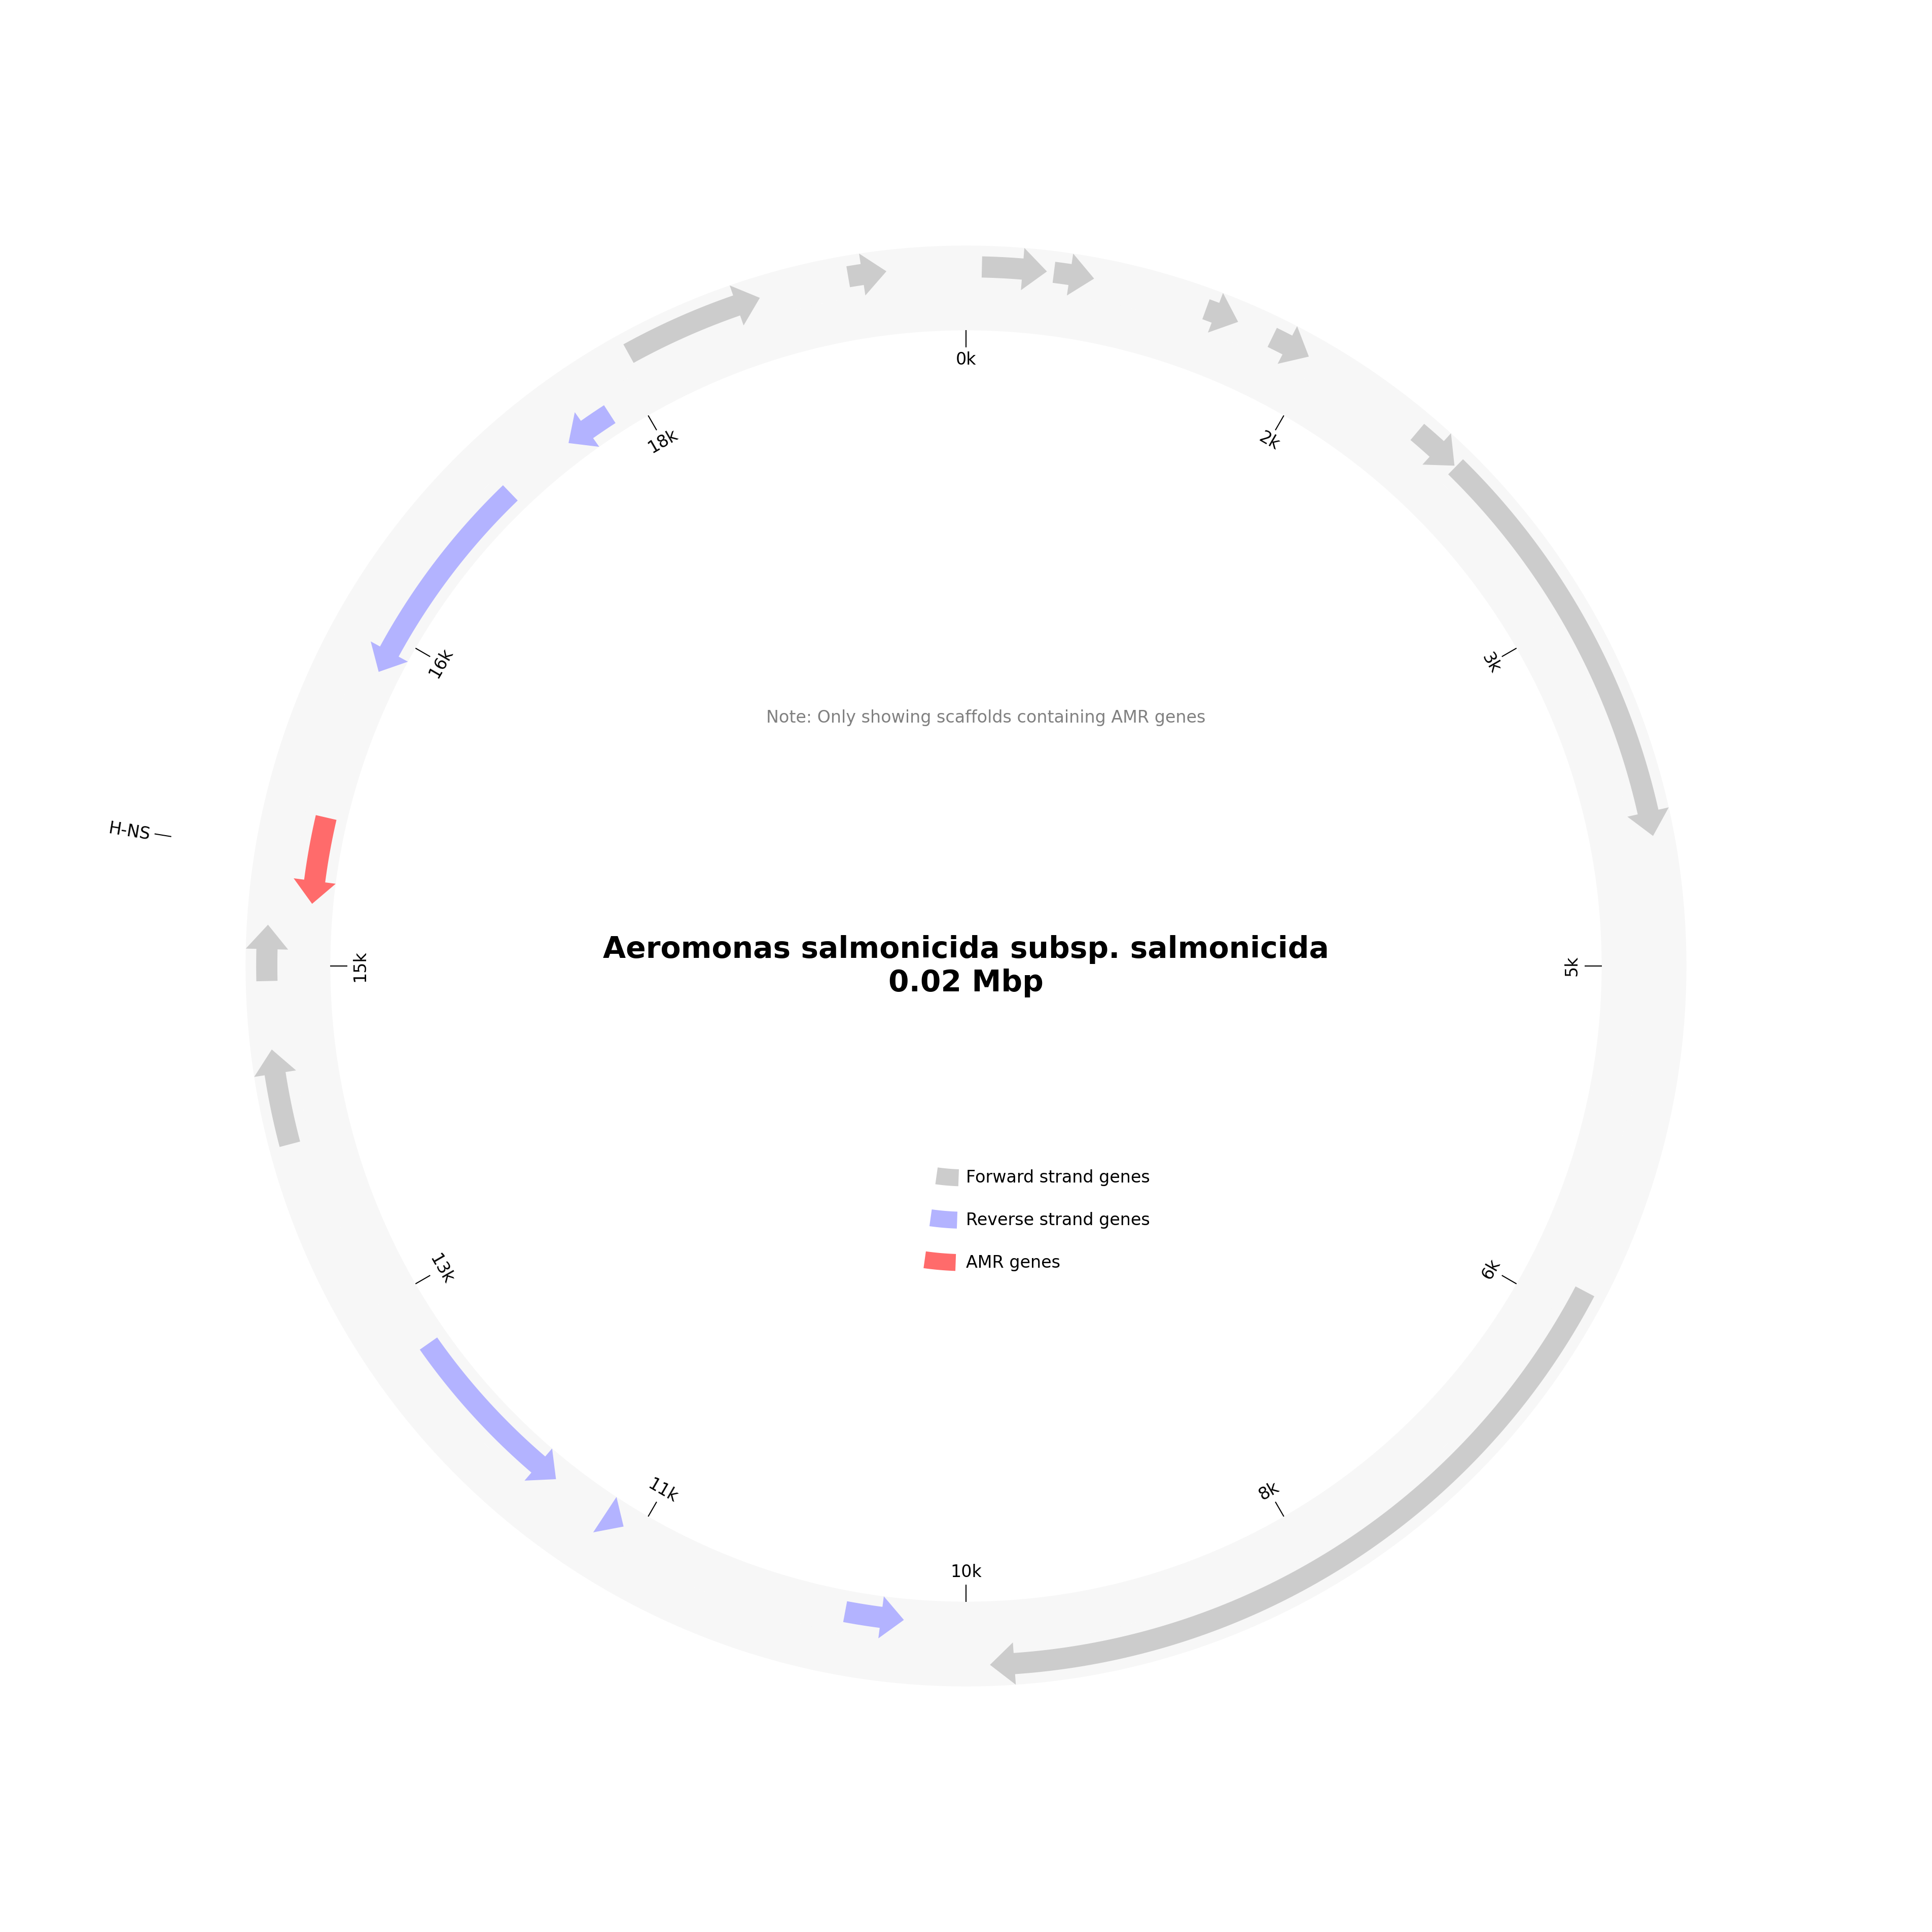 0k
18k
2k
16k
3k
Note: Only showing scaffolds containing AMR genes
H-NS
Aeromonas salmonicida subsp. salmonicida
0.02 Mbp
15k
5k
Forward strand genes
Reverse strand genes
AMR genes
13k
6k
11k
8k
10k